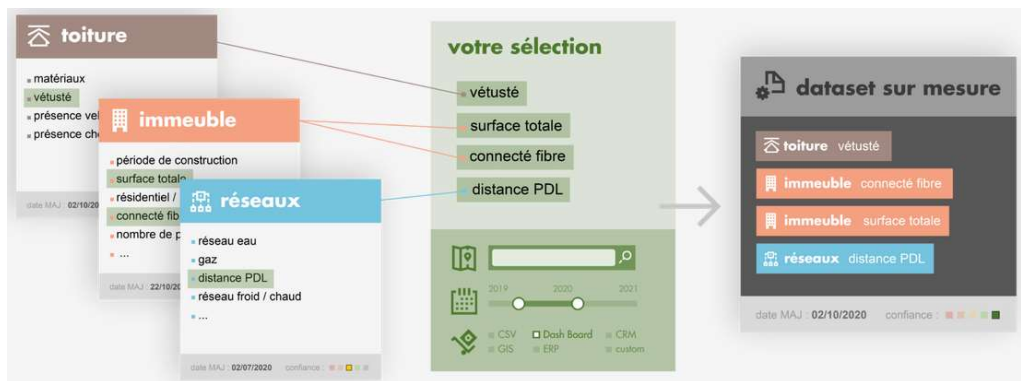 toiture
matériaux
vétusté
présence
présence
date MAJ : 02/10/20
immeuble
période de construction
surface totale
résidentiel /
connecté fib
nombre de p
...
date MAJ : 22/10/20
réseaux
réseau eau
gaz
distance PDL
réseau froid / chaud
...
date MAJ : 02/07/2020 confiance :
votre sélection
vétusté
surface totale
connecté fibre
distance PDL
2019 2020 2021
CSV Dash Board CRM
GIS ERP custom
dataset sur mesure
toiture vétusté
immeuble connecté fibre
immeuble surface totale
réseaux distance PDL
date MAJ : 02/10/2020 confiance :